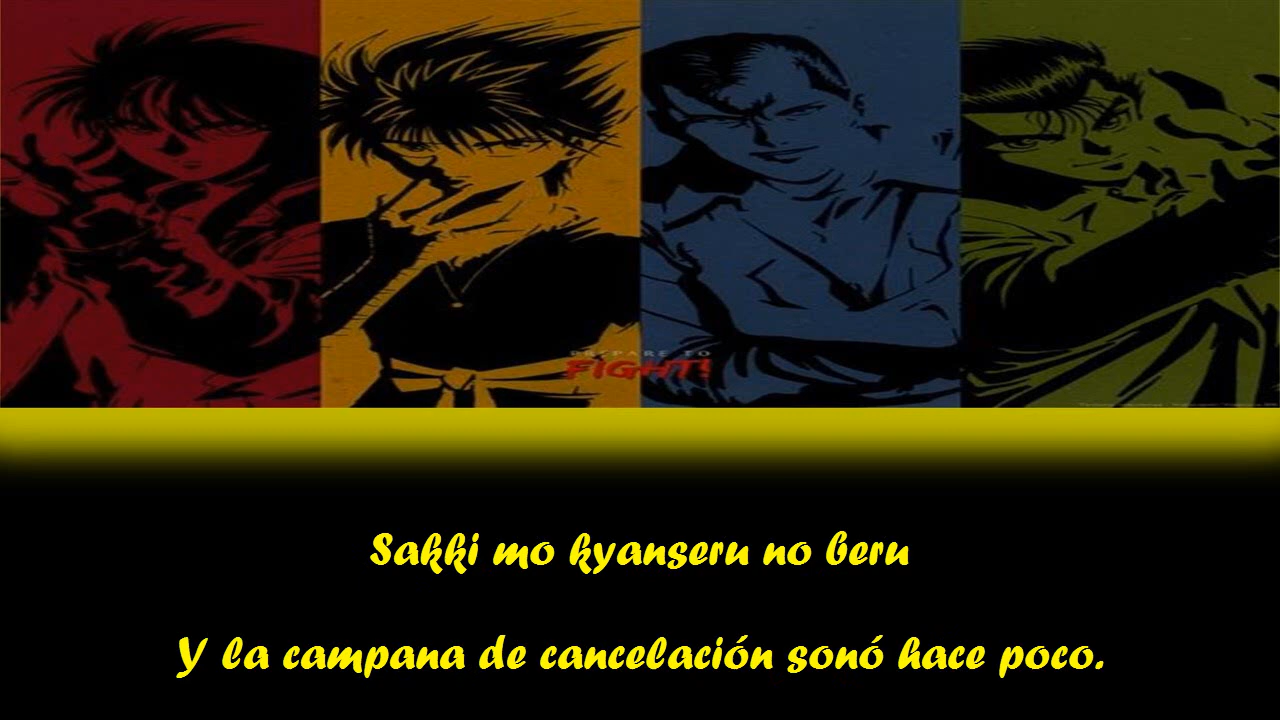 PREPARE TO
FIGHT!
Sakki mo kyanseru no beru
Y la campana de cancelación sonó hace poco.